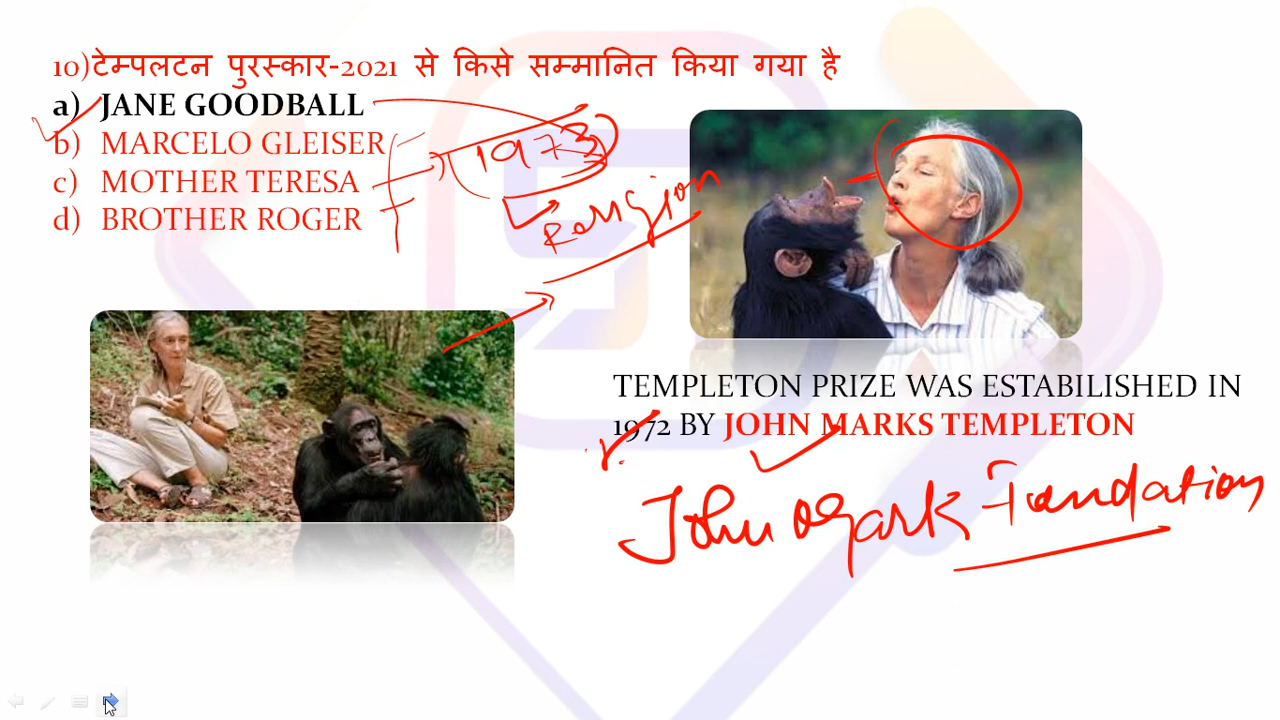 10)टेम्पलटन पुरस्कार-2021 से किसे सम्मानित किया गया है
a) JANE GOODBALL
b) MARCELO GLEISER
c) MOTHER TERESA
d) BROTHER ROGER
1973
Religion
TEMPLETON PRIZE WAS ESTABILISHED IN
1972 BY JOHN MARKS TEMPLETON
John Mark Foundation